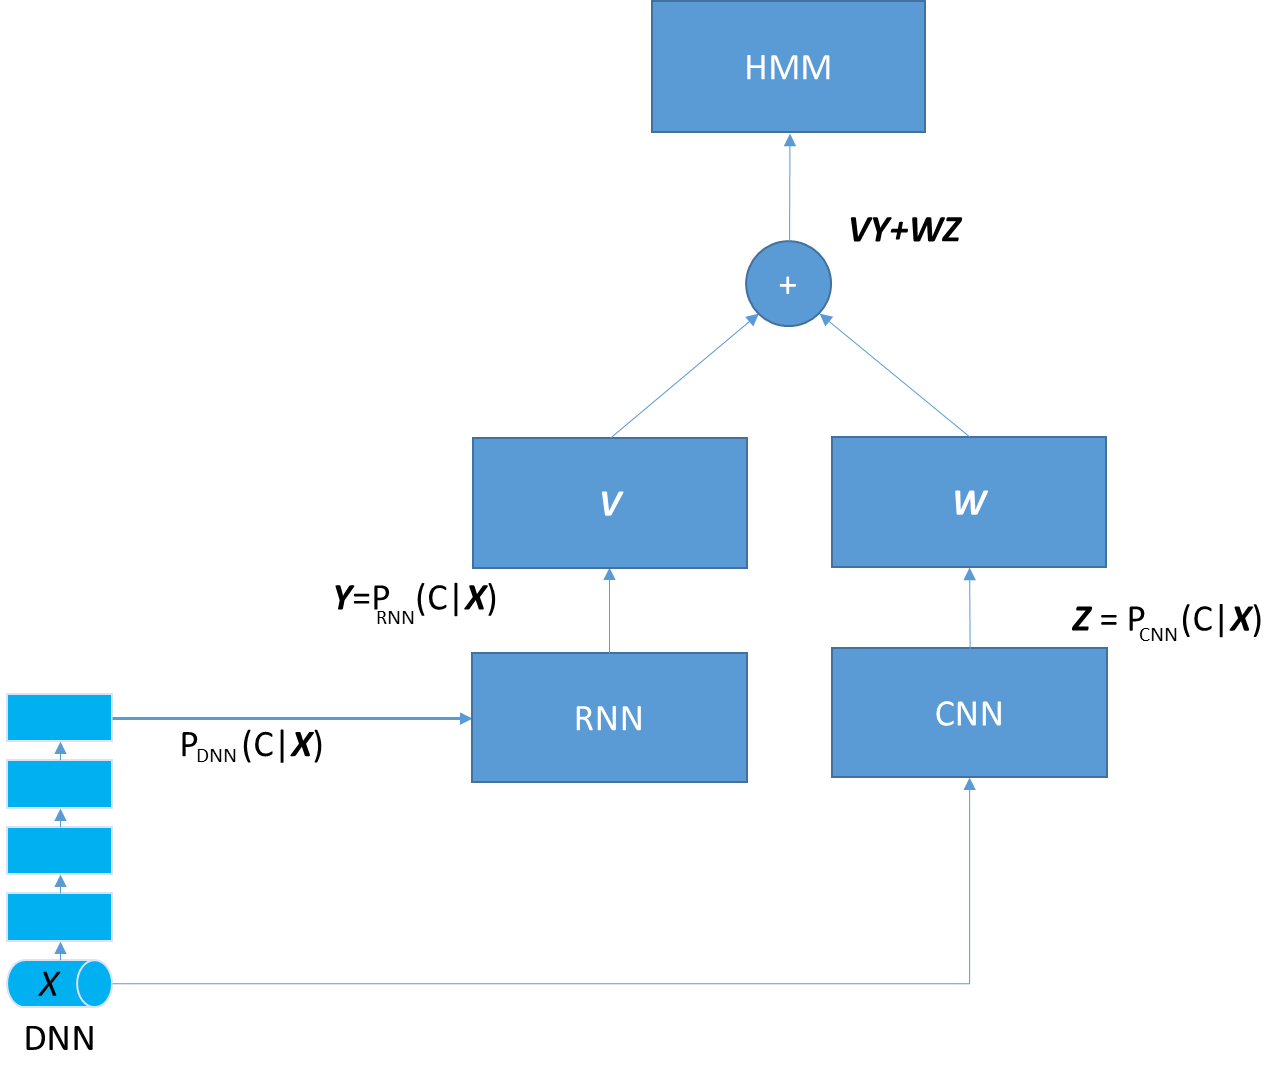 HMM
VY+WZ
+
V
W
Y=PRNN(C|X)
Z = PCNN(C|X)
RNN
CNN
PDNN(C|X)
X
DNN